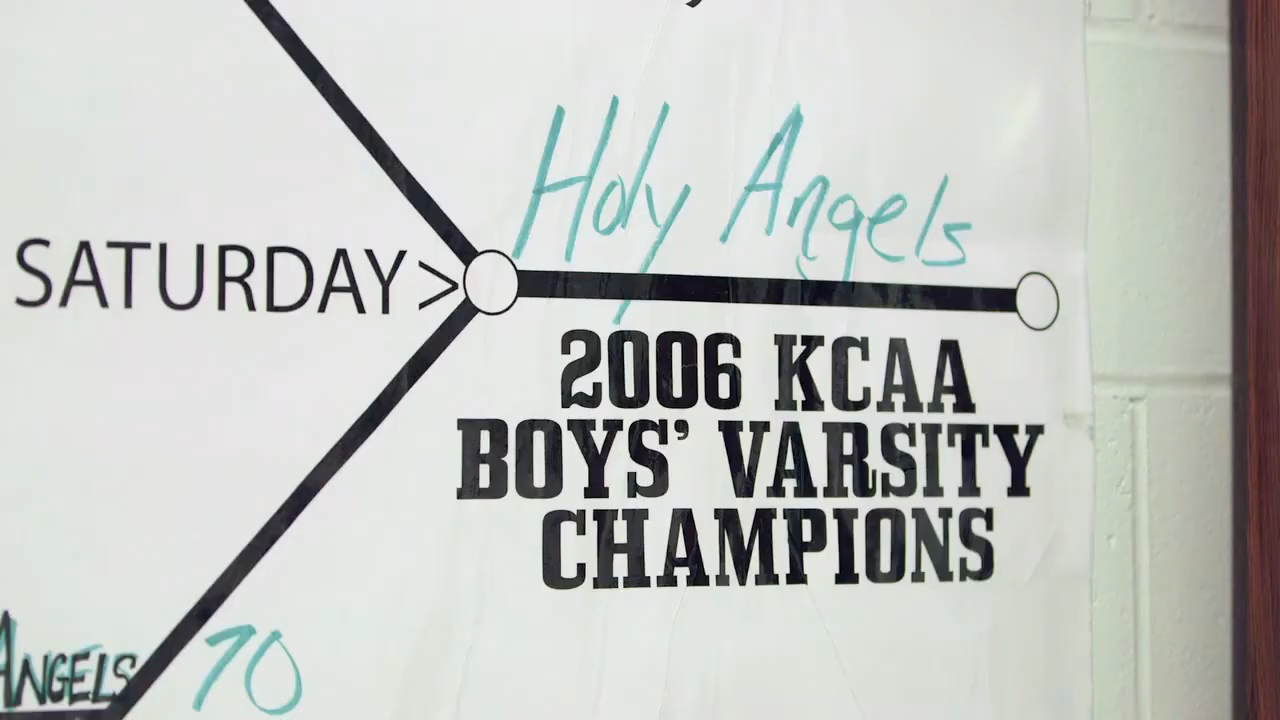 Holy Angels
SATURDAY >
2006 KCAA
BOYS' VARSITY
CHAMPIONS
ANGELS 70